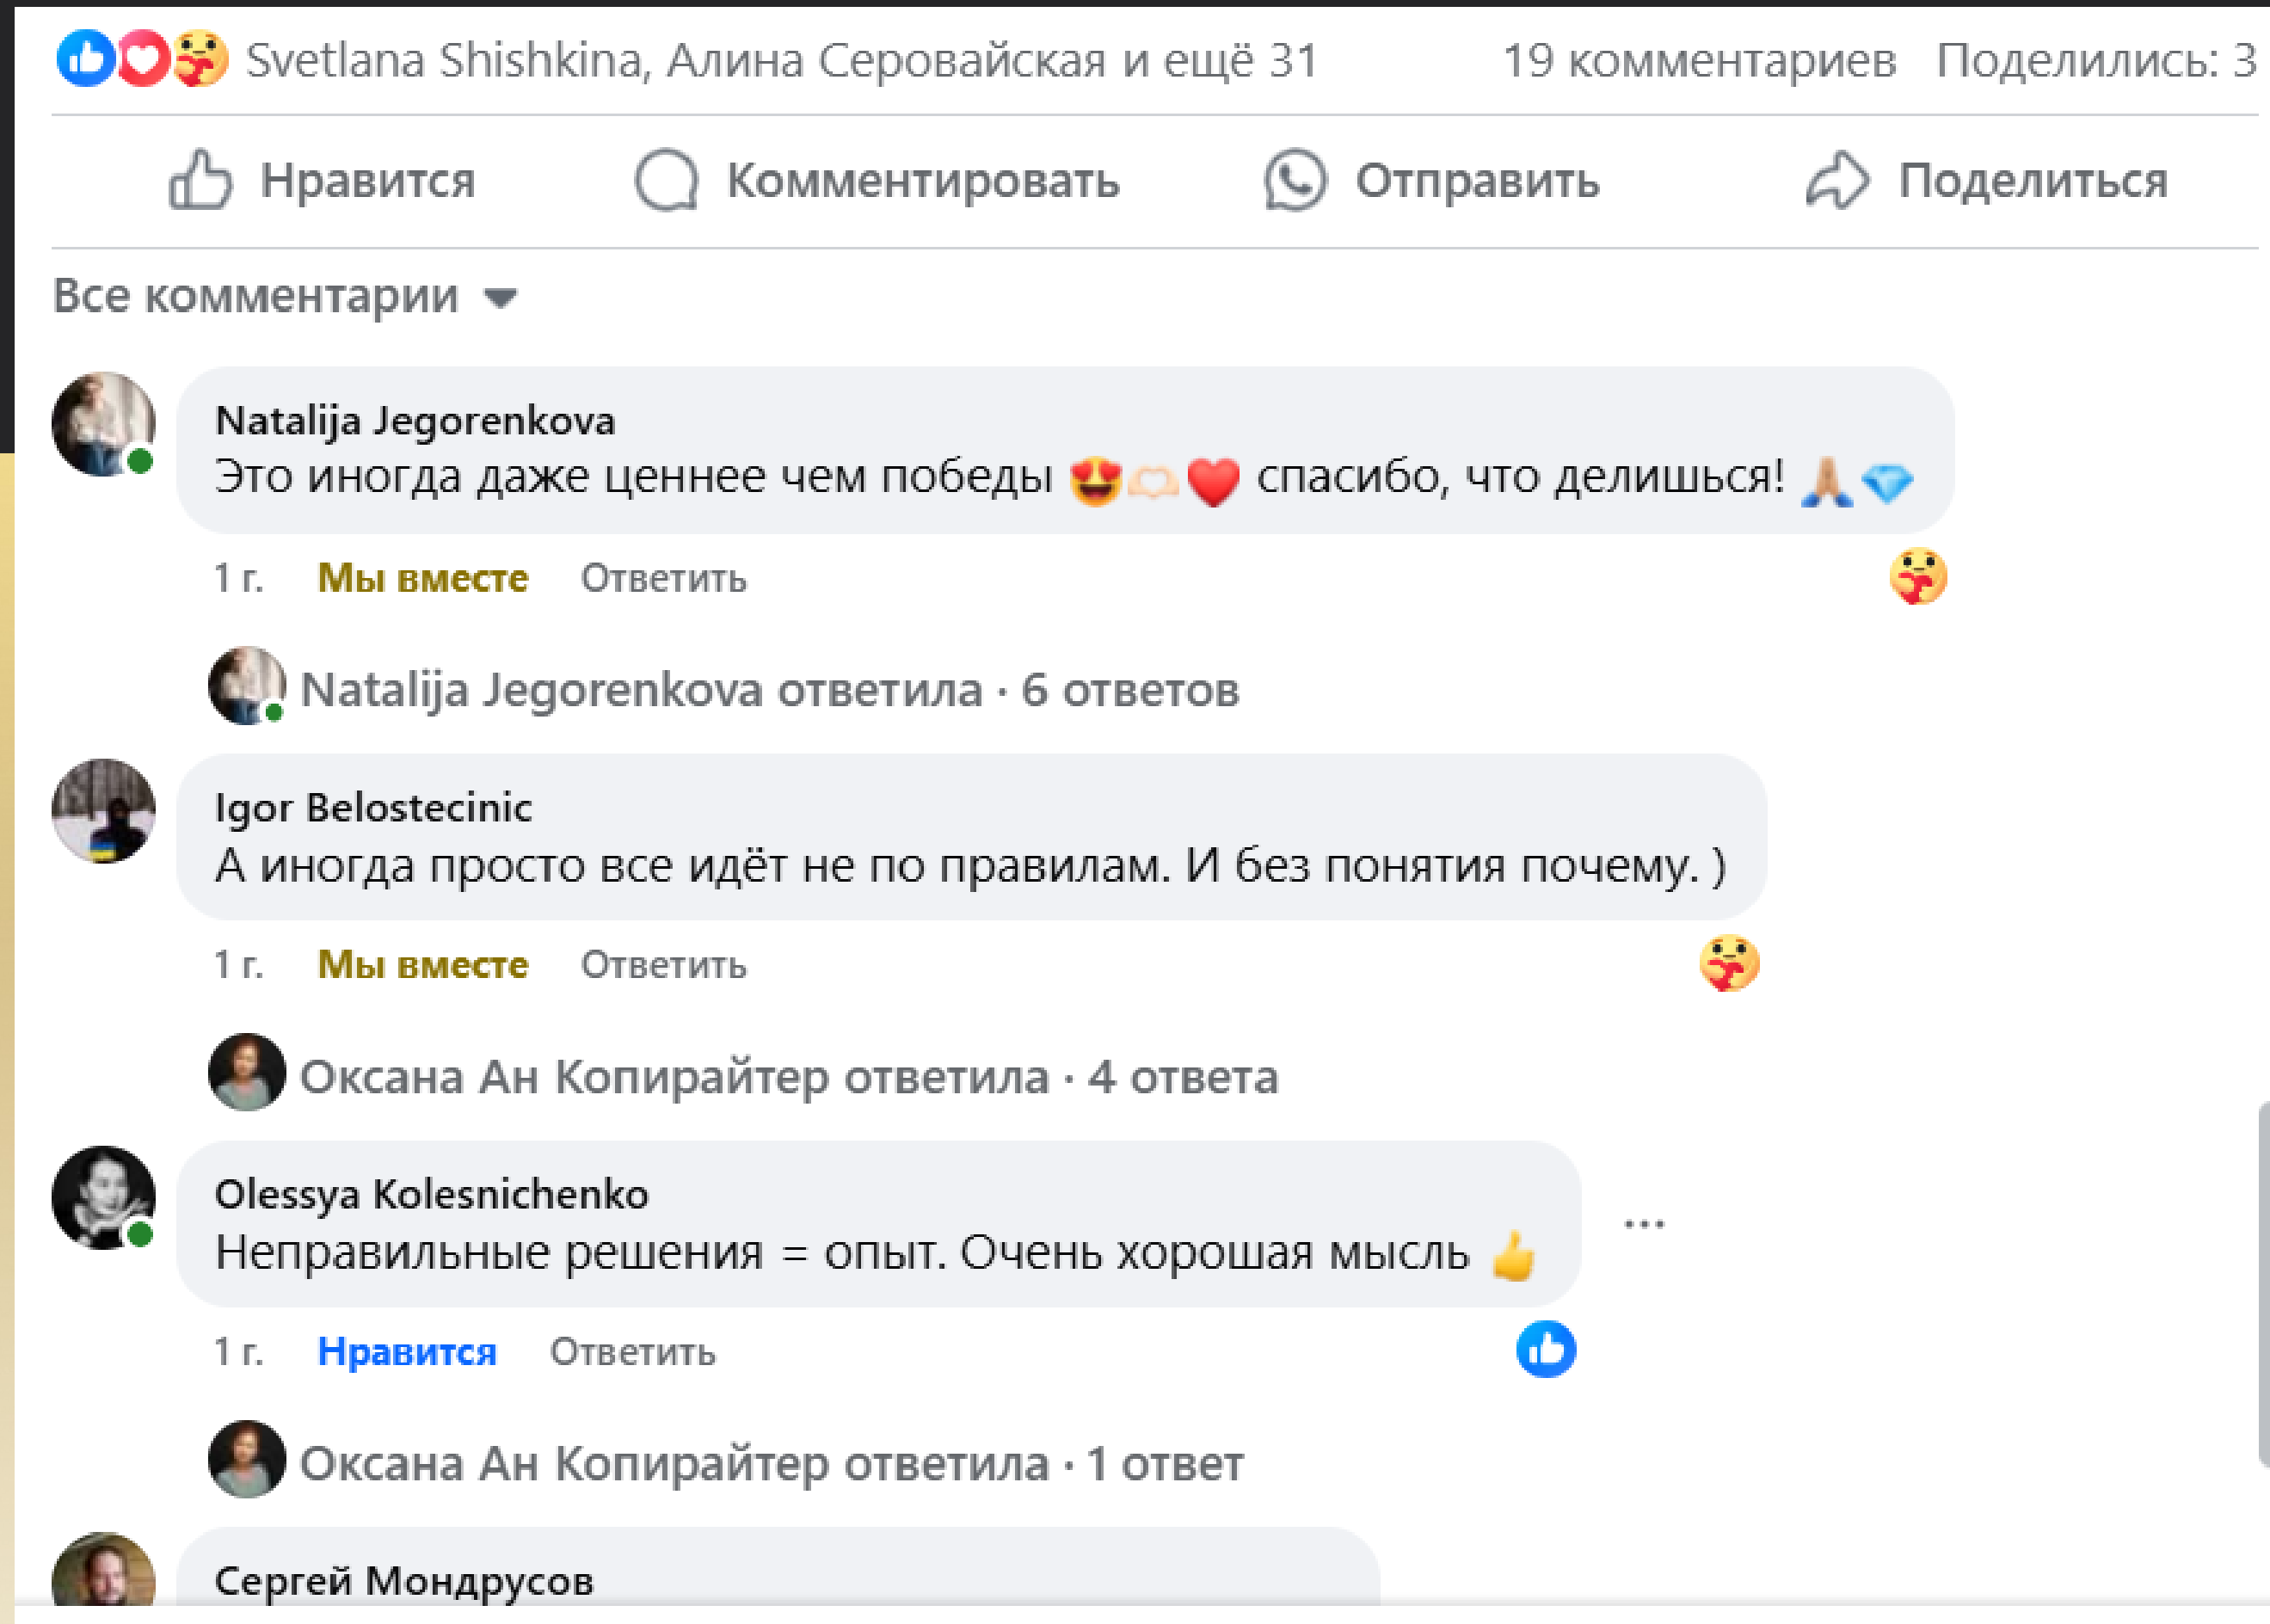 Svetlana Shishkina, Алина Серовайская и ещё 31 19 комментариев Поделились: 3
Нравится Комментировать Отправить Поделиться
Все комментарии
Natalija Jegorenkova
Это иногда даже ценнее чем победы 😍🫶🏻❤️ спасибо, что делишься! 🙏🏼💎
1 г. Мы вместе Ответить
Natalija Jegorenkova ответила · 6 ответов
Igor Belostecinic
А иногда просто все идёт не по правилам. И без понятия почему. )
1 г. Мы вместе Ответить
Оксана Ан Копирайтер ответила · 4 ответа
Olessya Kolesnichenko
Неправильные решения = опыт. Очень хорошая мысль 👍
1 г. Нравится Ответить
Оксана Ан Копирайтер ответила · 1 ответ
Сергей Мондрусов